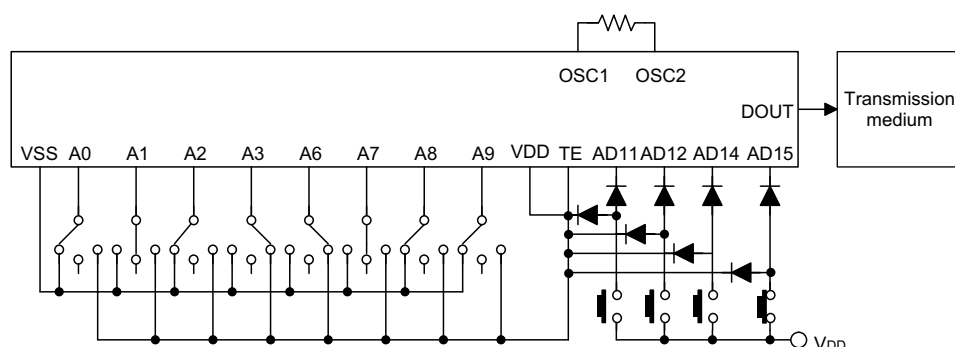 OSC1 OSC2
DOUT
Transmission
medium
VSS A0 A1 A2 A3 A6 A7 A8 A9 VDD TE AD11 AD12 AD14 AD15
VDD